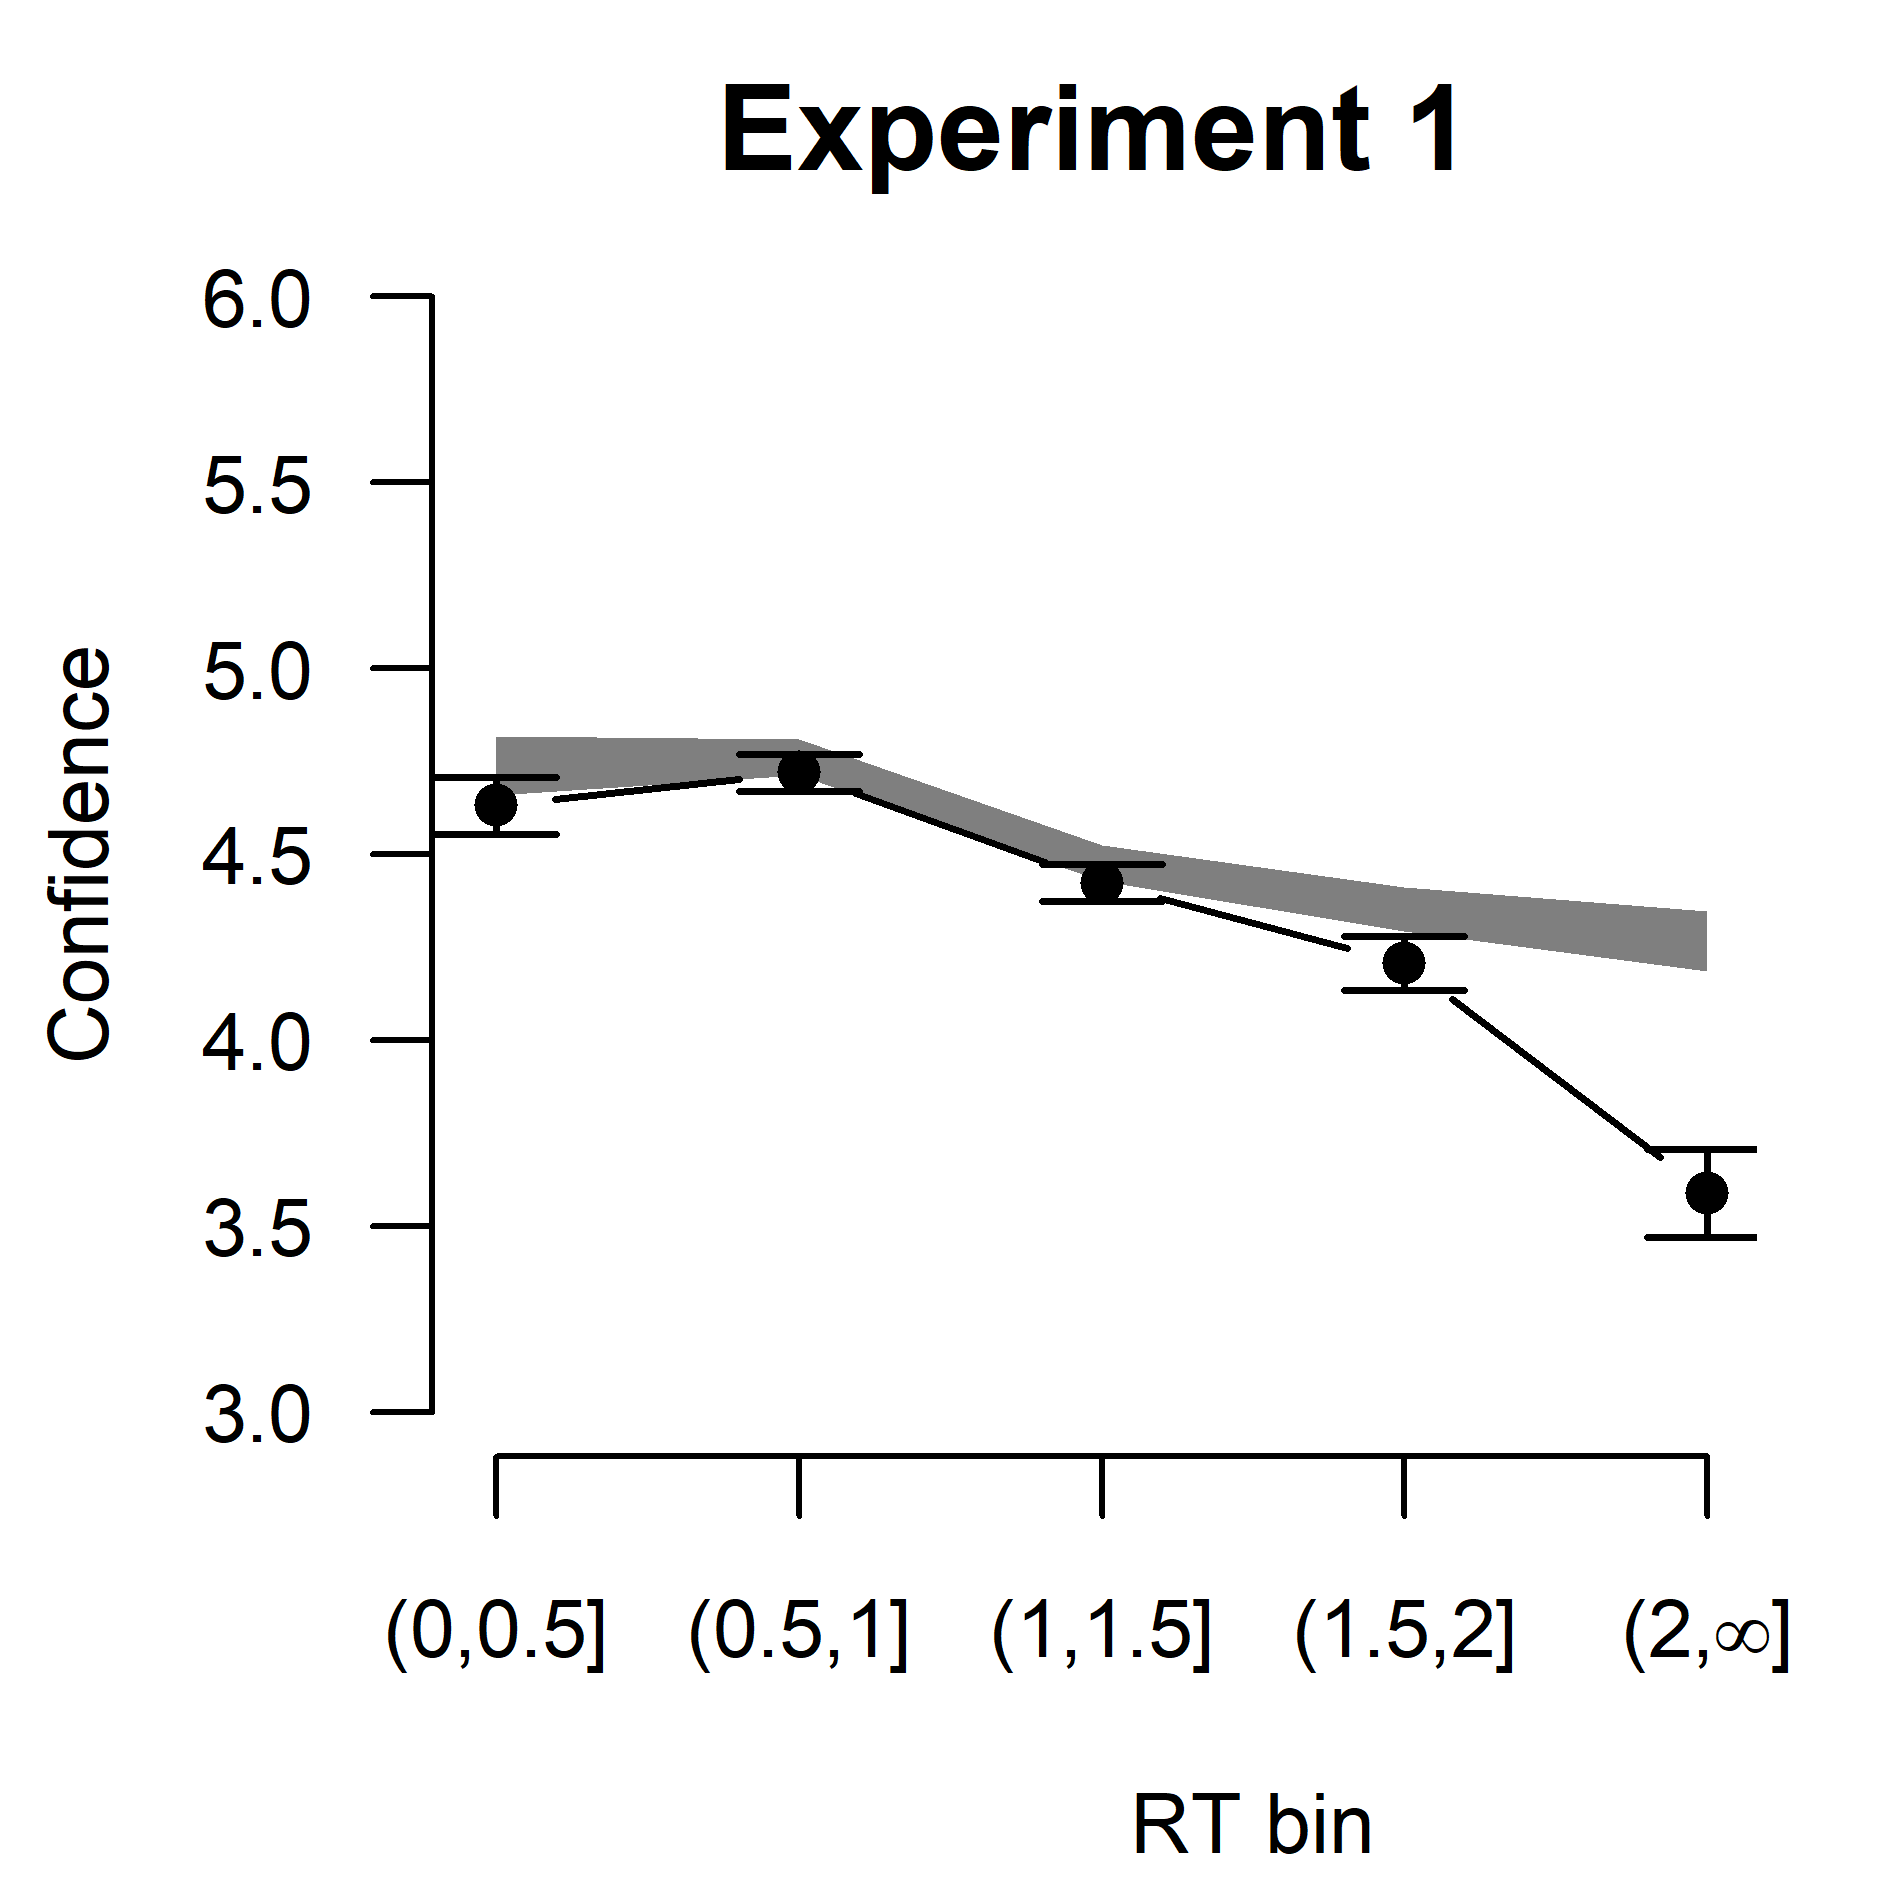 Experiment 1
6.0
5.5
5.0
4.5
4.0
3.5
3.0
Confidence
(0,0.5] (0.5,1] (1,1.5] (1.5,2] (2,∞]
RT bin